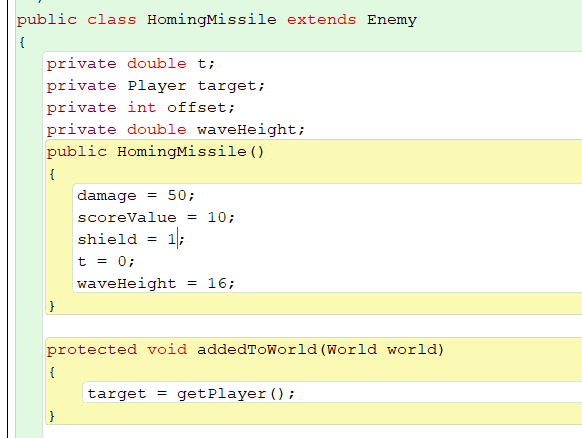 public class HomingMissile extends Enemy
{
private double t;
private Player target;
private int offset;
private double waveHeight;
public HomingMissile()
{
damage = 50;
scoreValue = 10;
shield = 1;
t = 0;
waveHeight = 16;
}
protected void addedToWorld(World world)
{
target = getPlayer();
}